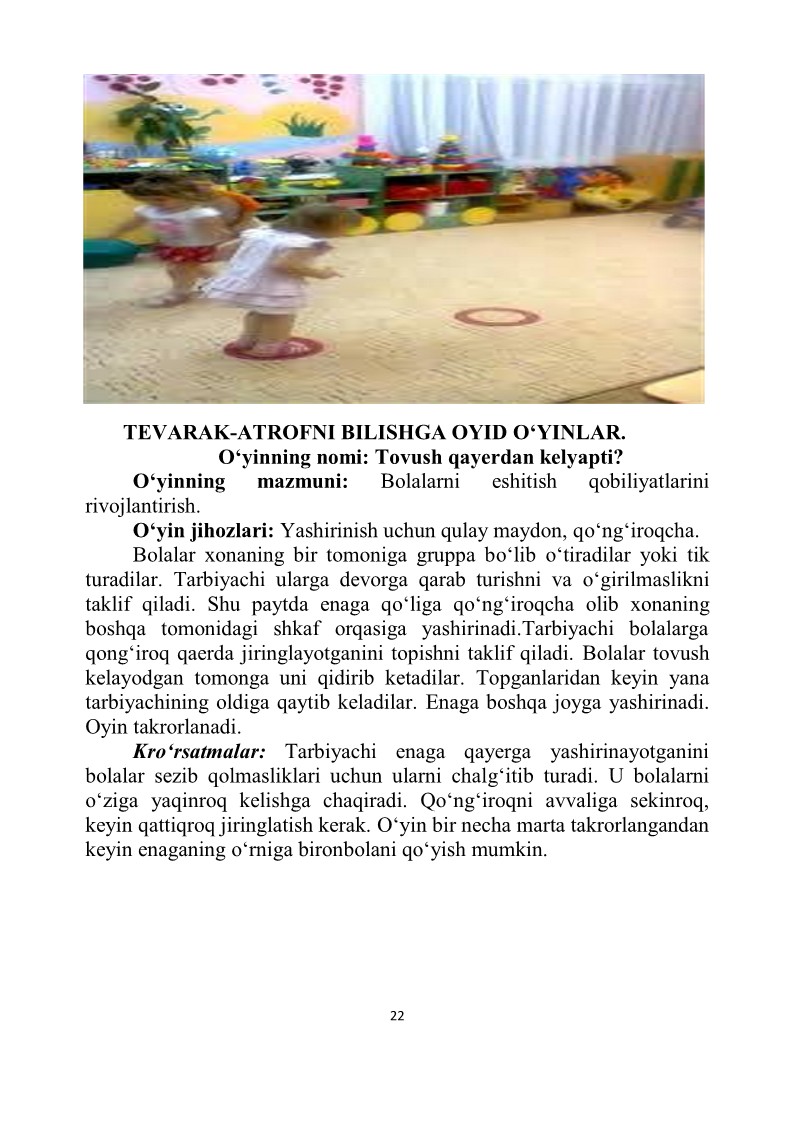 TEVARAK-ATROFNI BILISHGA OYID O‘YINLAR.
O‘yinning nomi: Tovush qayerdan kelyapti?
O‘yinning mazmuni: Bolalarni eshitish qobiliyatlarini
rivojlantirish.
O‘yin jihozlari: Yashirinish uchun qulay maydon, qo‘ng‘iroqcha.
Bolalar xonaning bir tomoniga gruppa bo‘lib o‘tiradilar yoki tik
turadilar. Tarbiyachi ularga devorga qarab turishni va o‘girilmaslikni
taklif qiladi. Shu paytda enaga qo‘liga qo‘ng‘iroqcha olib xonaning
boshqa tomonidagi shkaf orqasiga yashirinadi.Tarbiyachi bolalarga
qong‘iroq qaerda jiringlayotganini topishni taklif qiladi. Bolalar tovush
kelayodgan tomonga uni qidirib ketadilar. Topganlaridan keyin yana
tarbiyachining oldiga qaytib keladilar. Enaga boshqa joyga yashirinadi.
Oyin takrorlanadi.
Kro‘rsatmalar: Tarbiyachi enaga qayerga yashirinayotganini
bolalar sezib qolmasliklari uchun ularni chalg‘itib turadi. U bolalarni
o‘ziga yaqinroq kelishga chaqiradi. Qo‘ng‘iroqni avvaliga sekinroq,
keyin qattiqroq jiringlatish kerak. O‘yin bir necha marta takrorlangandan
keyin enaganing o‘rniga bironbolani qo‘yish mumkin.
22